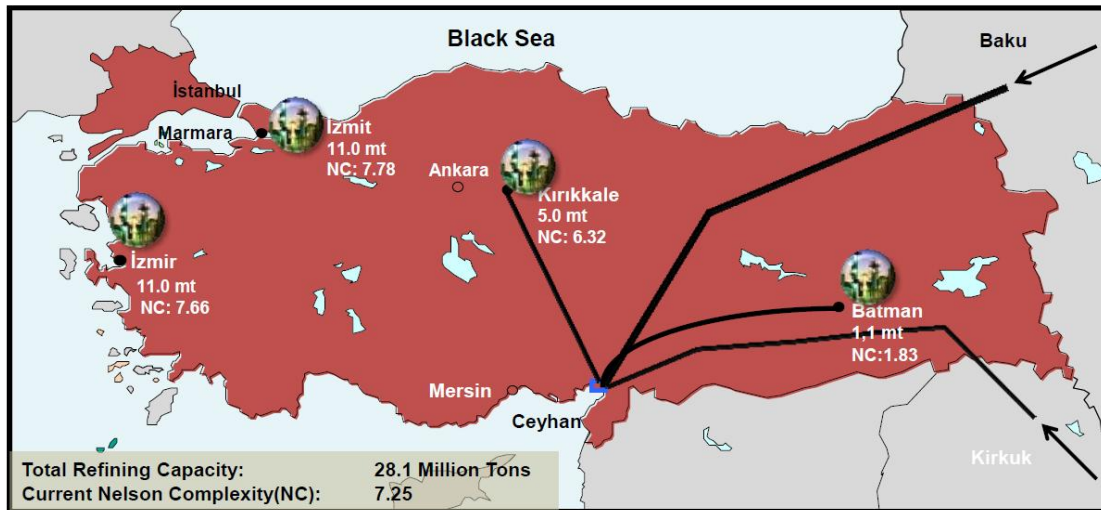 Black Sea
Baku
İstanbul
Marmara
İzmit
11.0 mt
NC: 7.78
Ankara
Kırıkkale
5.0 mt
NC: 6.32
İzmir
11.0 mt
NC: 7.66
Batman
1,1 mt
NC:1.83
Mersin
Ceyhan
Kirkuk
Total Refining Capacity: 28.1 Million Tons
Current Nelson Complexity(NC): 7.25